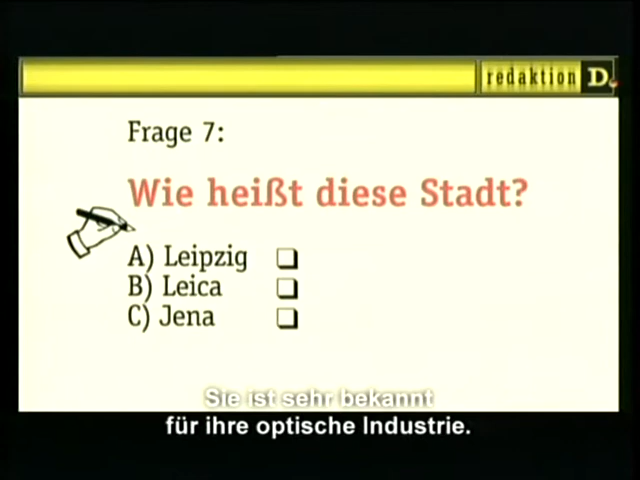 redaktion D.
Frage 7:
Wie heißt diese Stadt?
A) Leipzig
B) Leica
C) Jena
Sie ist sehr bekannt
für ihre optische Industrie.